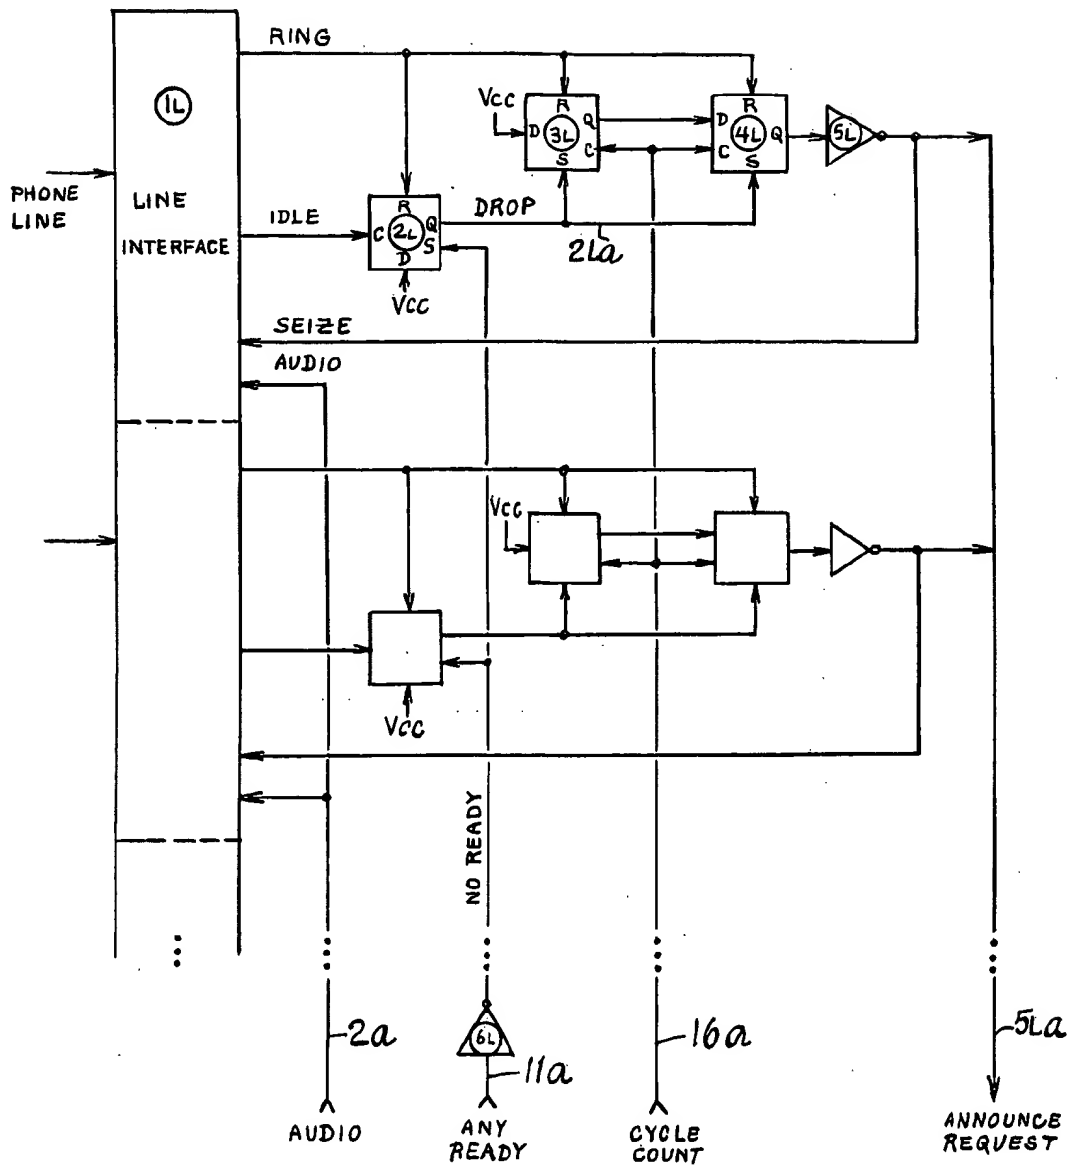 RING
1L
VCC
R
D 3L Q
C
S
R
D 4L Q
C
S
5L
PHONE
LINE
LINE
INTERFACE
IDLE
R
C 2L Q
S
D
VCC
DROP
2La
SEIZE
AUDIO
VCC
VCC
NO READY
6L
2a
11a
16a
5La
AUDIO
ANY
READY
CYCLE
COUNT
ANNOUNCE
REQUEST